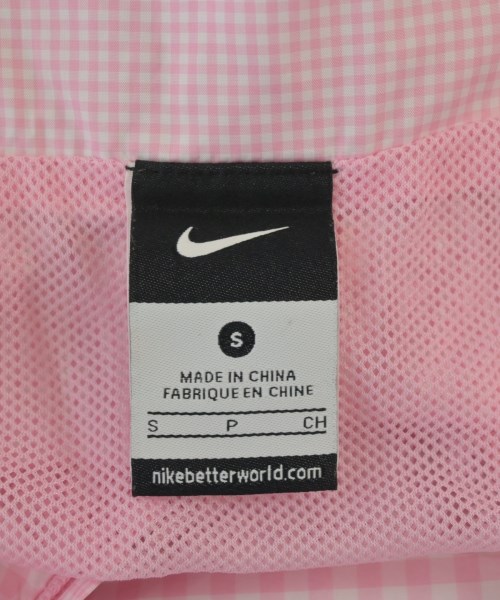 S
MADE IN CHINA
FABRIQUE EN CHINE
S P CH
nikebetterworld.com